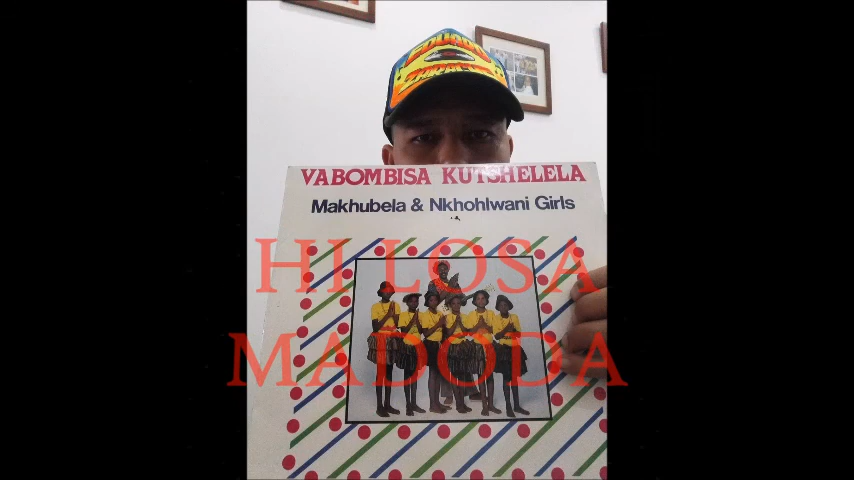 VABOMBISA KUTSHELELA
Makhubela & Nkhohlwani Girls
HI LOSA
MADODA